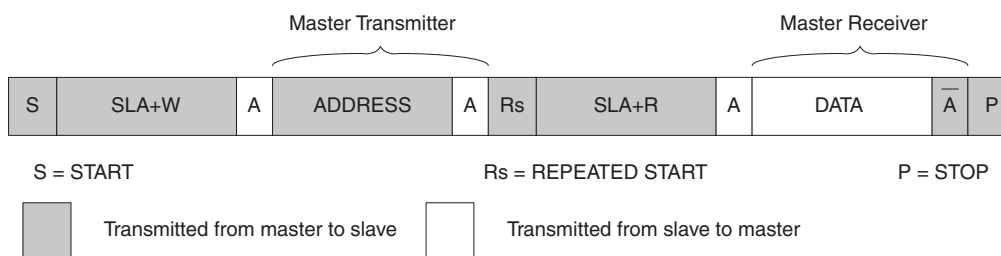 Master Transmitter Master Receiver
S SLA+W A ADDRESS A Rs SLA+R A DATA A̅ P
S = START Rs = REPEATED START P = STOP
Transmitted from master to slave Transmitted from slave to master